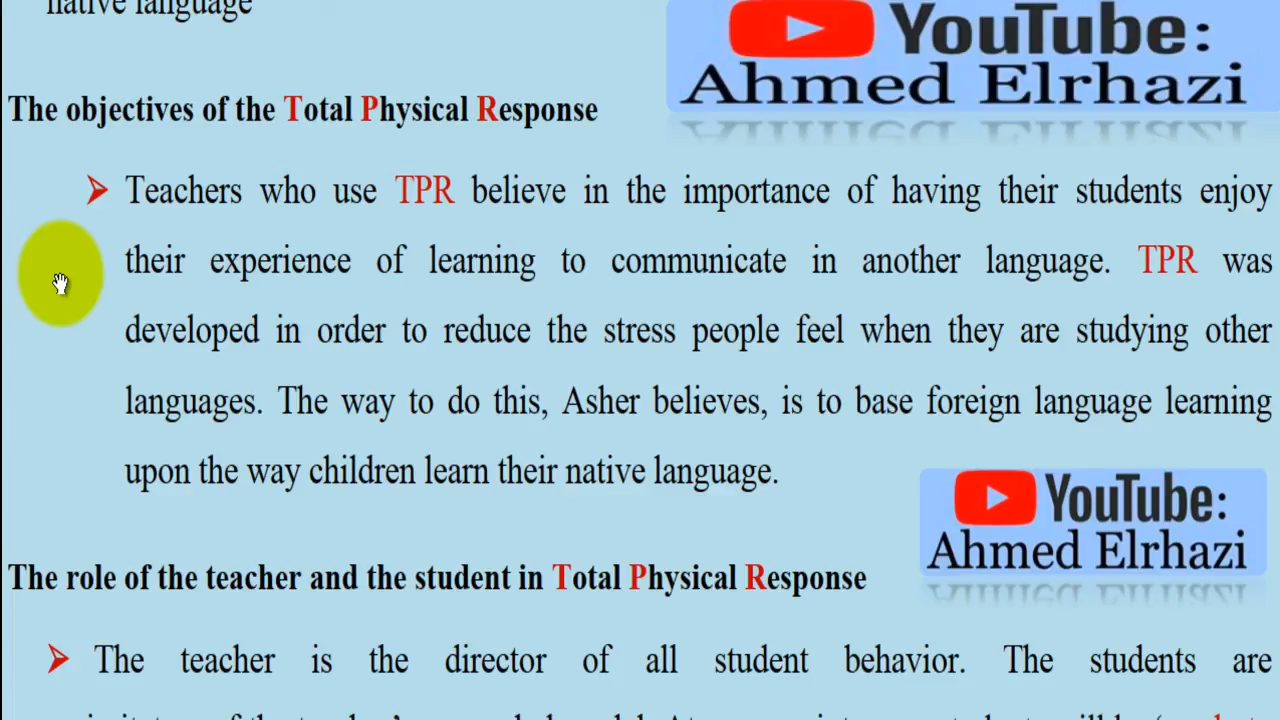 native language
YouTube:
Ahmed Elrhazi
The objectives of the Total Physical Response
Teachers who use TPR believe in the importance of having their students enjoy
their experience of learning to communicate in another language. TPR was
developed in order to reduce the stress people feel when they are studying other
languages. The way to do this, Asher believes, is to base foreign language learning
upon the way children learn their native language.
YouTube:
Ahmed Elrhazi
The role of the teacher and the student in Total Physical Response
The teacher is the director of all student behavior. The students are